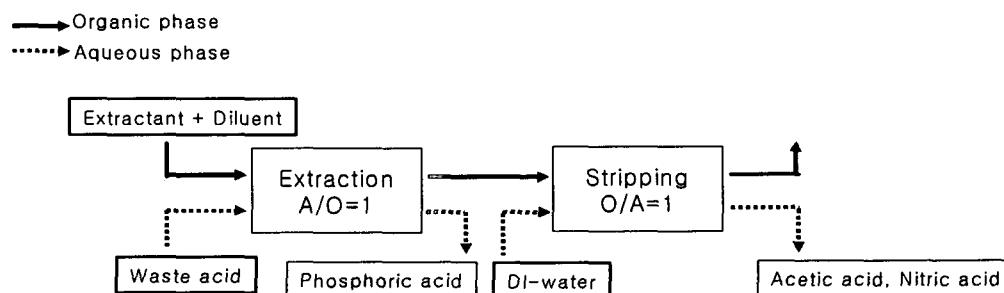 Organic phase
Aqueous phase
Extractant + Diluent
Extraction
A/O=1
Stripping
O/A=1
Waste acid
Phosphoric acid
DI-water
Acetic acid, Nitric acid